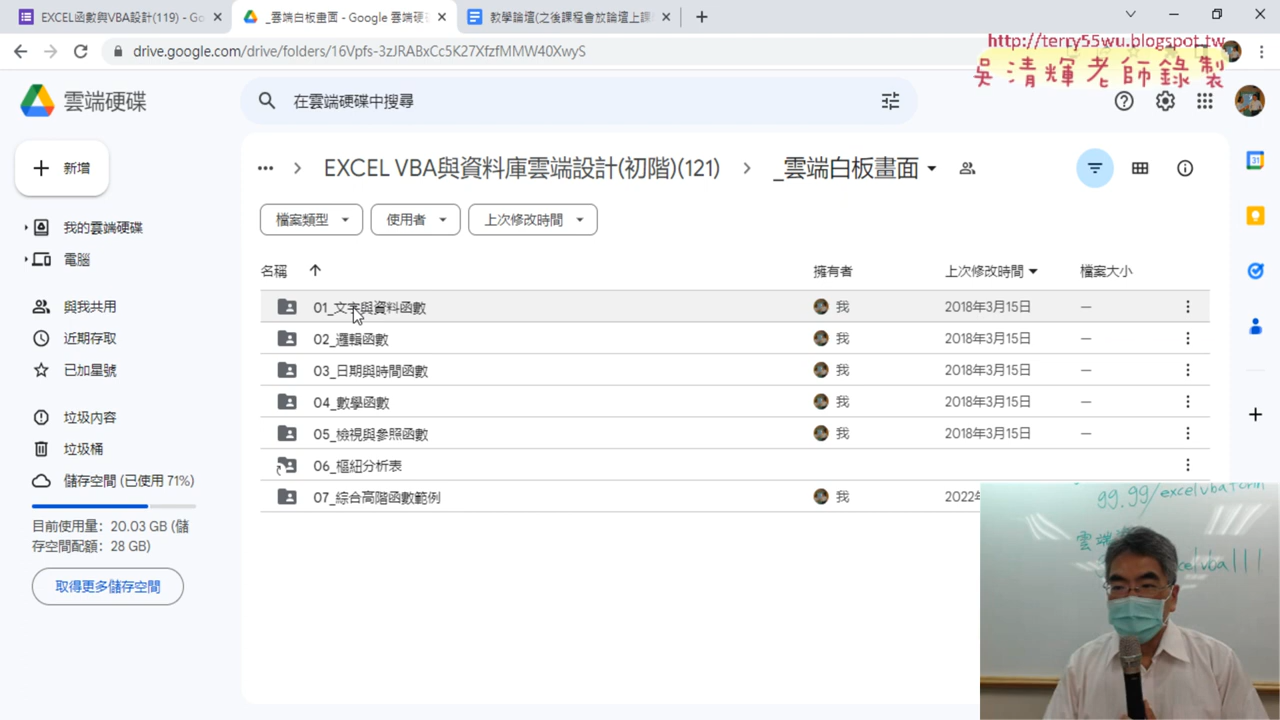 EXCEL函數與VBA設計(119) - Go
_雲端白板畫面 - Google 雲端硬碟
教學論壇(之後課程會放論壇上課
drive.google.com/drive/folders/16Vpfs-3zJRABxCc5K27XfzfMMW40XwyS
http://terry55wu.blogspot.tw
吳清輝老師錄製
雲端硬碟
在雲端硬碟中搜尋
新增
EXCEL VBA與資料庫雲端設計(初階)(121)
_雲端白板畫面
檔案類型
使用者
上次修改時間
我的雲端硬碟
電腦
與我共用
近期存取
已加星號
垃圾內容
垃圾桶
儲存空間 (已使用 71%)
目前使用量: 20.03 GB (儲
存空間配額: 28 GB)
取得更多儲存空間
名稱 擁有者 上次修改時間 檔案大小
01_文字與資料函數 我 2018年3月15日 —
02_邏輯函數 我 2018年3月15日 —
03_日期與時間函數 我 2018年3月15日 —
04_數學函數 我 2018年3月15日 —
05_檢視與參照函數 我 2018年3月15日 —
06_樞紐分析表
07_綜合高階函數範例 我 2022年
gg.gg/excelvbaform
雲端